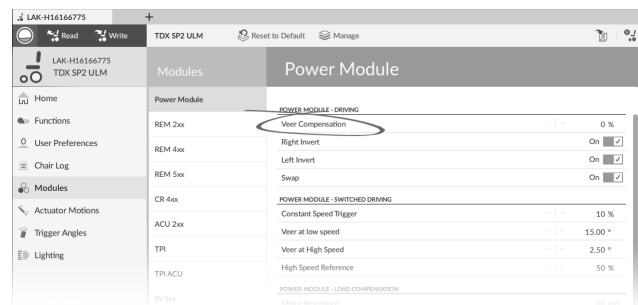 LAK-H16166775 +
Read Write TDX SP2 ULM Reset to Default Manage
LAK-H16166775
TDX SP2 ULM
Modules
Power Module
Home
Functions
User Preferences
Chair Log
Modules
Actuator Motions
Trigger Angles
Lighting
Power Module
REM 2xx
REM 4xx
REM 5xx
CR 4xx
ACU 2xx
TPI
TPI ACU
IN 5xx
POWER MODULE - DRIVING
Veer Compensation - + 0 %
Right Invert On
Left Invert On
Swap On
POWER MODULE - SWITCHED DRIVING
Constant Speed Trigger - + 10 %
Veer at low speed - + 15.00 °
Veer at High Speed - + 2.50 °
High Speed Reference - + 50 %
POWER MODULE - LOAD COMPENSATION